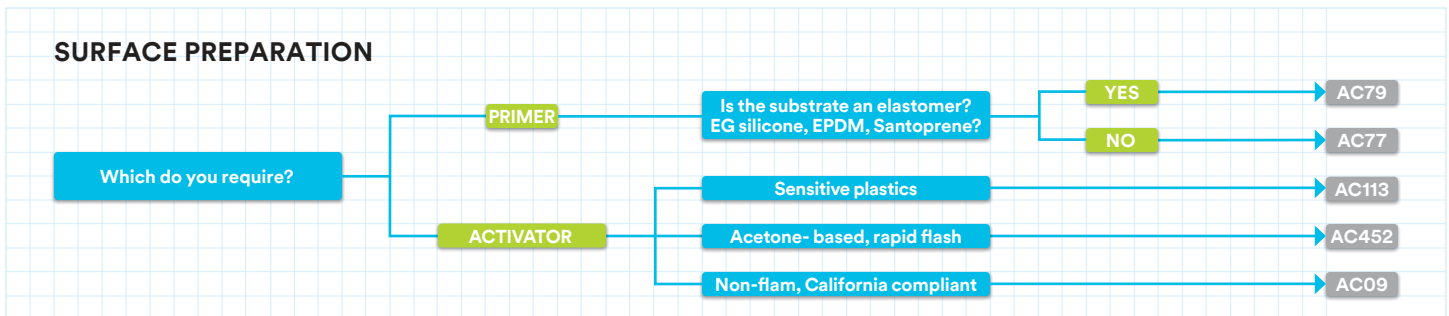 SURFACE PREPARATION
Which do you require?
PRIMER
Is the substrate an elastomer?
EG silicone, EPDM, Santoprene?
YES
AC79
NO
AC77
ACTIVATOR
Sensitive plastics
AC113
Acetone- based, rapid flash
AC452
Non-flam, California compliant
AC09